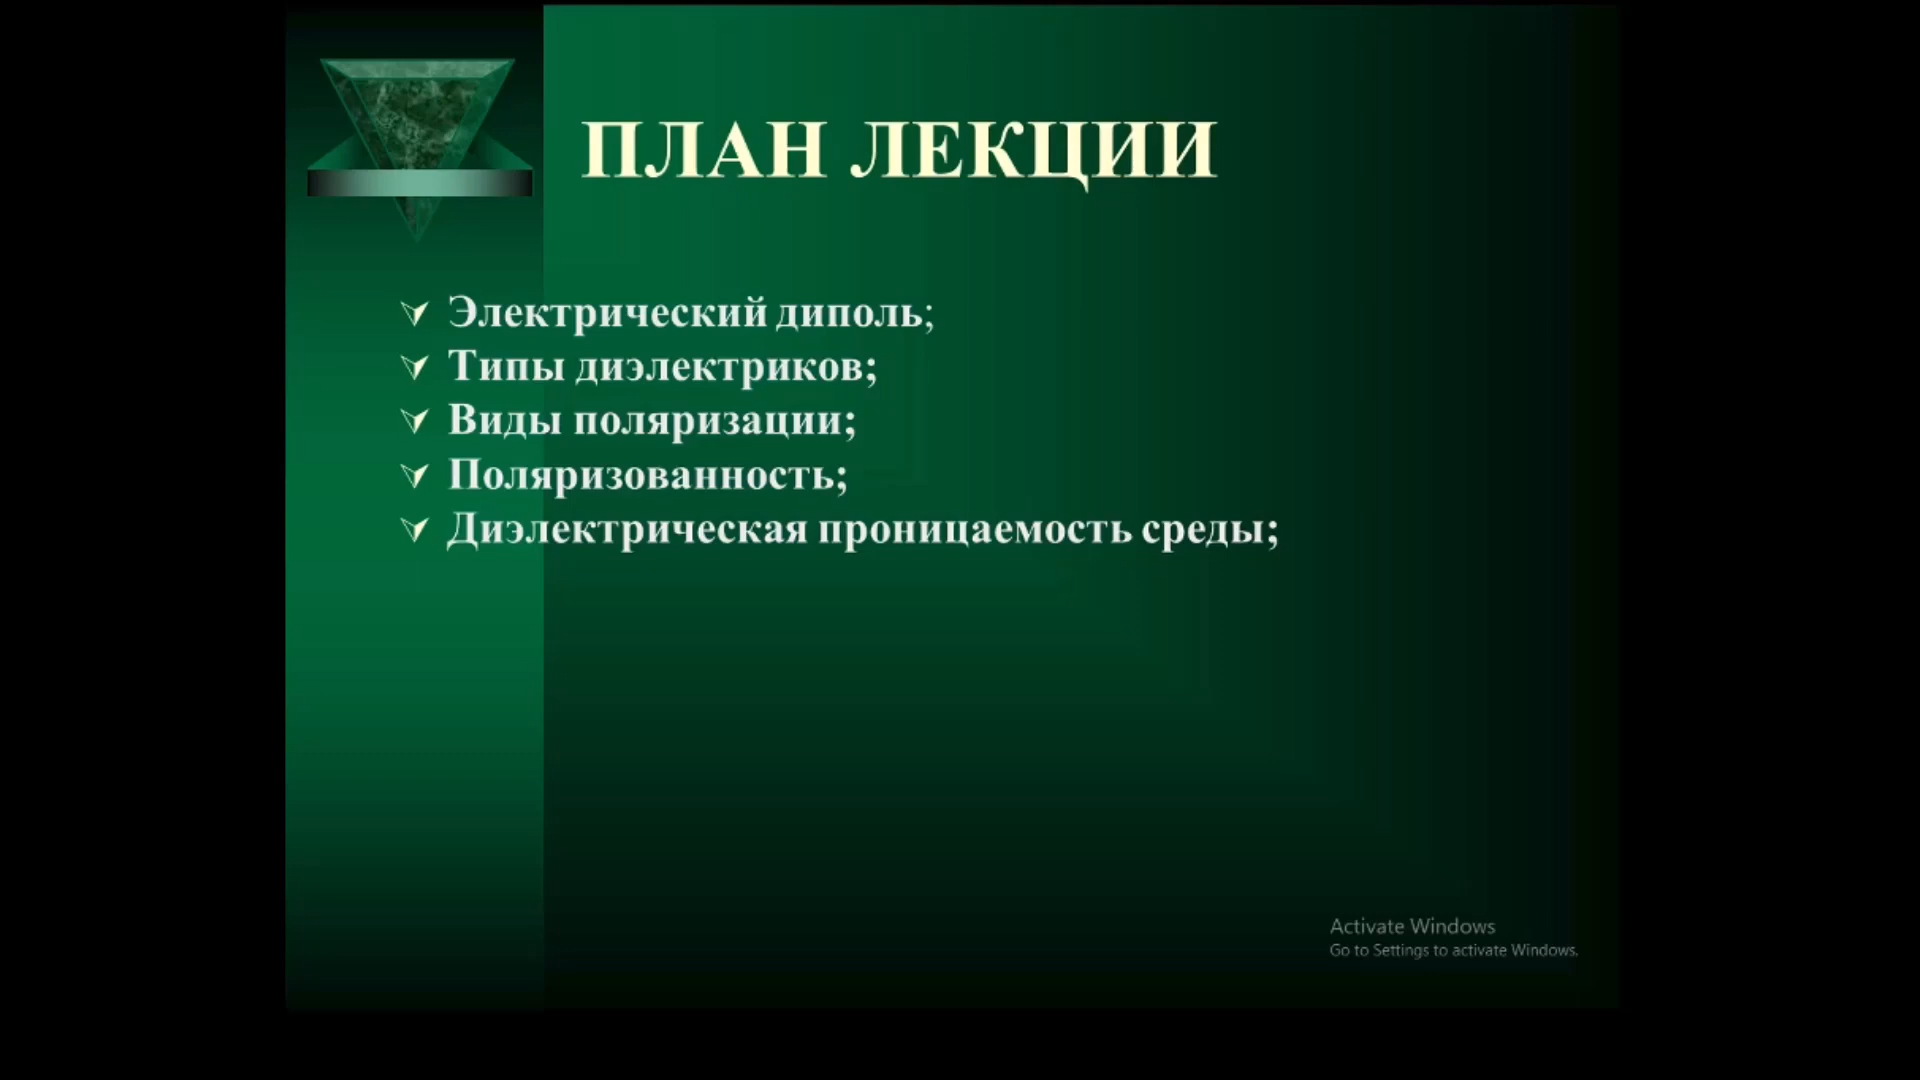 ПЛАН ЛЕКЦИИ
Электрический диполь;
Типы диэлектриков;
Виды поляризации;
Поляризованность;
Диэлектрическая проницаемость среды;
Activate Windows
Go to Settings to activate Windows.